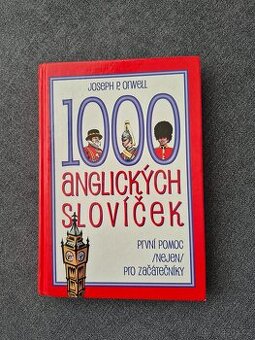 JOSEPH P. ORWELL
1000
ANGLICKÝCH
SLOVÍČEK
PRVNÍ POMOC
/NEJEN/
PRO ZAČÁTEČNÍKY